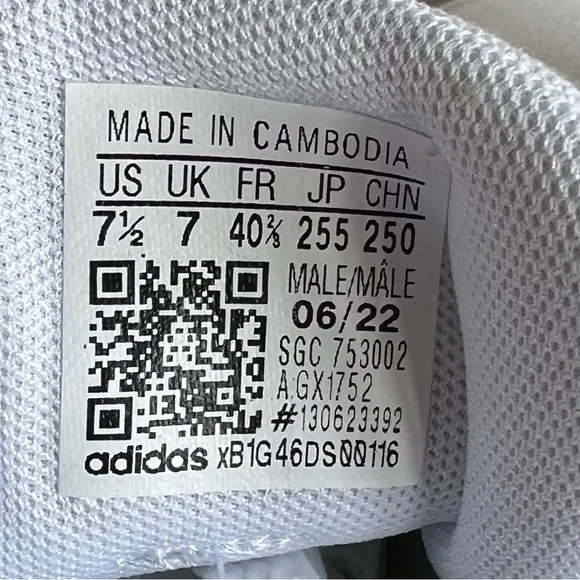 MADE IN CAMBODIA
US UK FR JP CHN
7½ 7 40⅔ 255 250
MALE/MÂLE
06/22
SGC 753002
A:GX1752
#130623392
adidas xB1G46DS00116